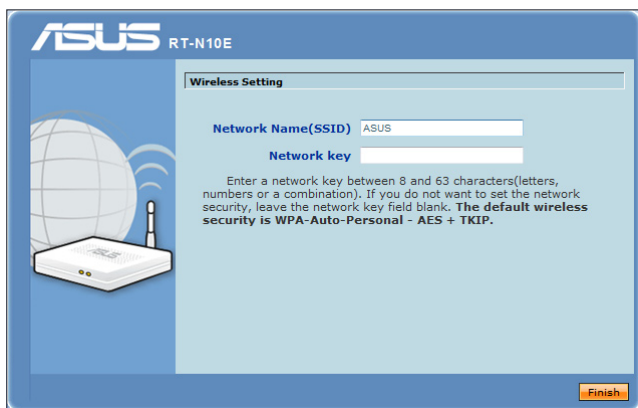 ASUS RT-N10E
Wireless Setting
Network Name(SSID) ASUS
Network key
Enter a network key between 8 and 63 characters(letters,
numbers or a combination). If you do not want to set the network
security, leave the network key field blank. The default wireless
security is WPA-Auto-Personal - AES + TKIP.
ASUS
Finish